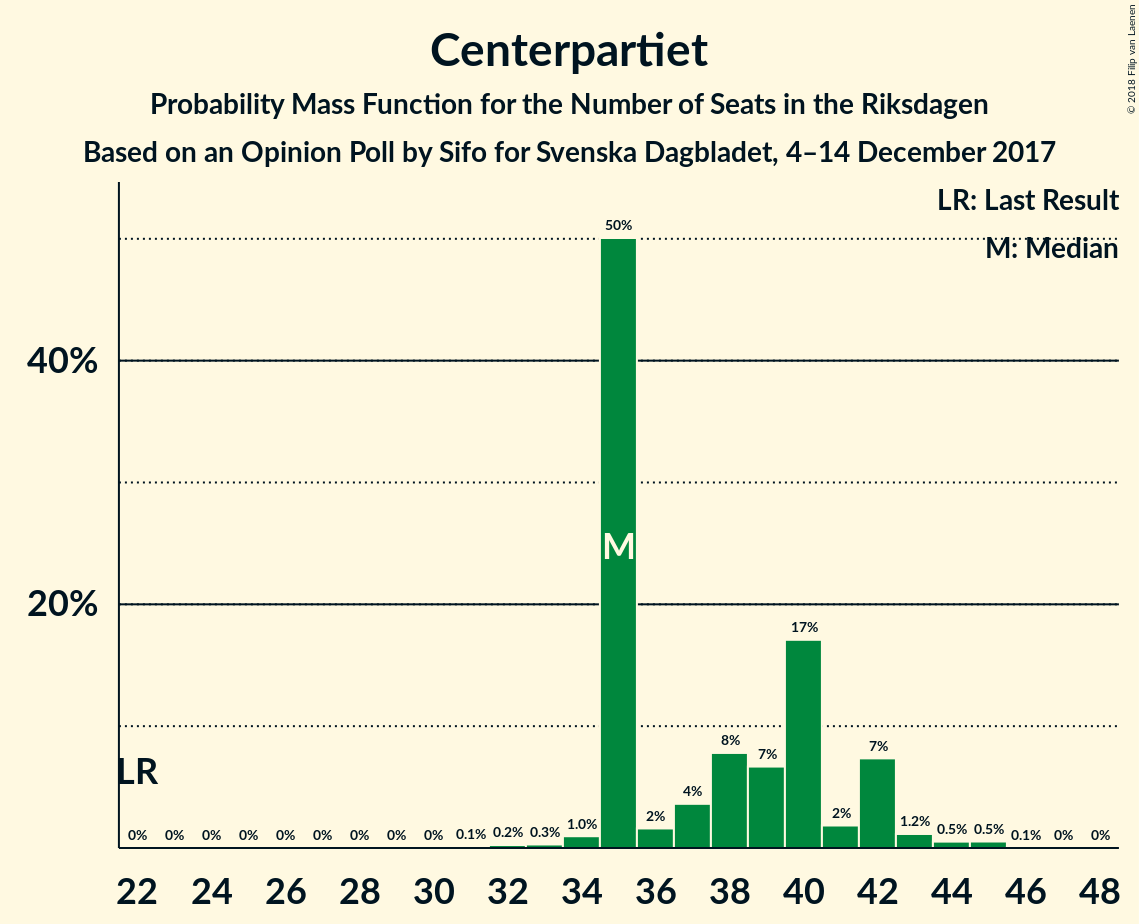 Centerpartiet
Probability Mass Function for the Number of Seats in the Riksdagen
Based on an Opinion Poll by Sifo for Svenska Dagbladet, 4–14 December 2017
© 2018 Filip van Laenen
LR: Last Result
M: Median
50%
40%
20%
M
17%
LR
0% 0% 0% 0% 0% 0% 0% 0% 0% 0.1% 0.2% 0.3% 1.0% 2% 4% 8% 7% 2% 7% 1.2% 0.5% 0.5% 0.1% 0% 0%
22 24 26 28 30 32 34 36 38 40 42 44 46 48